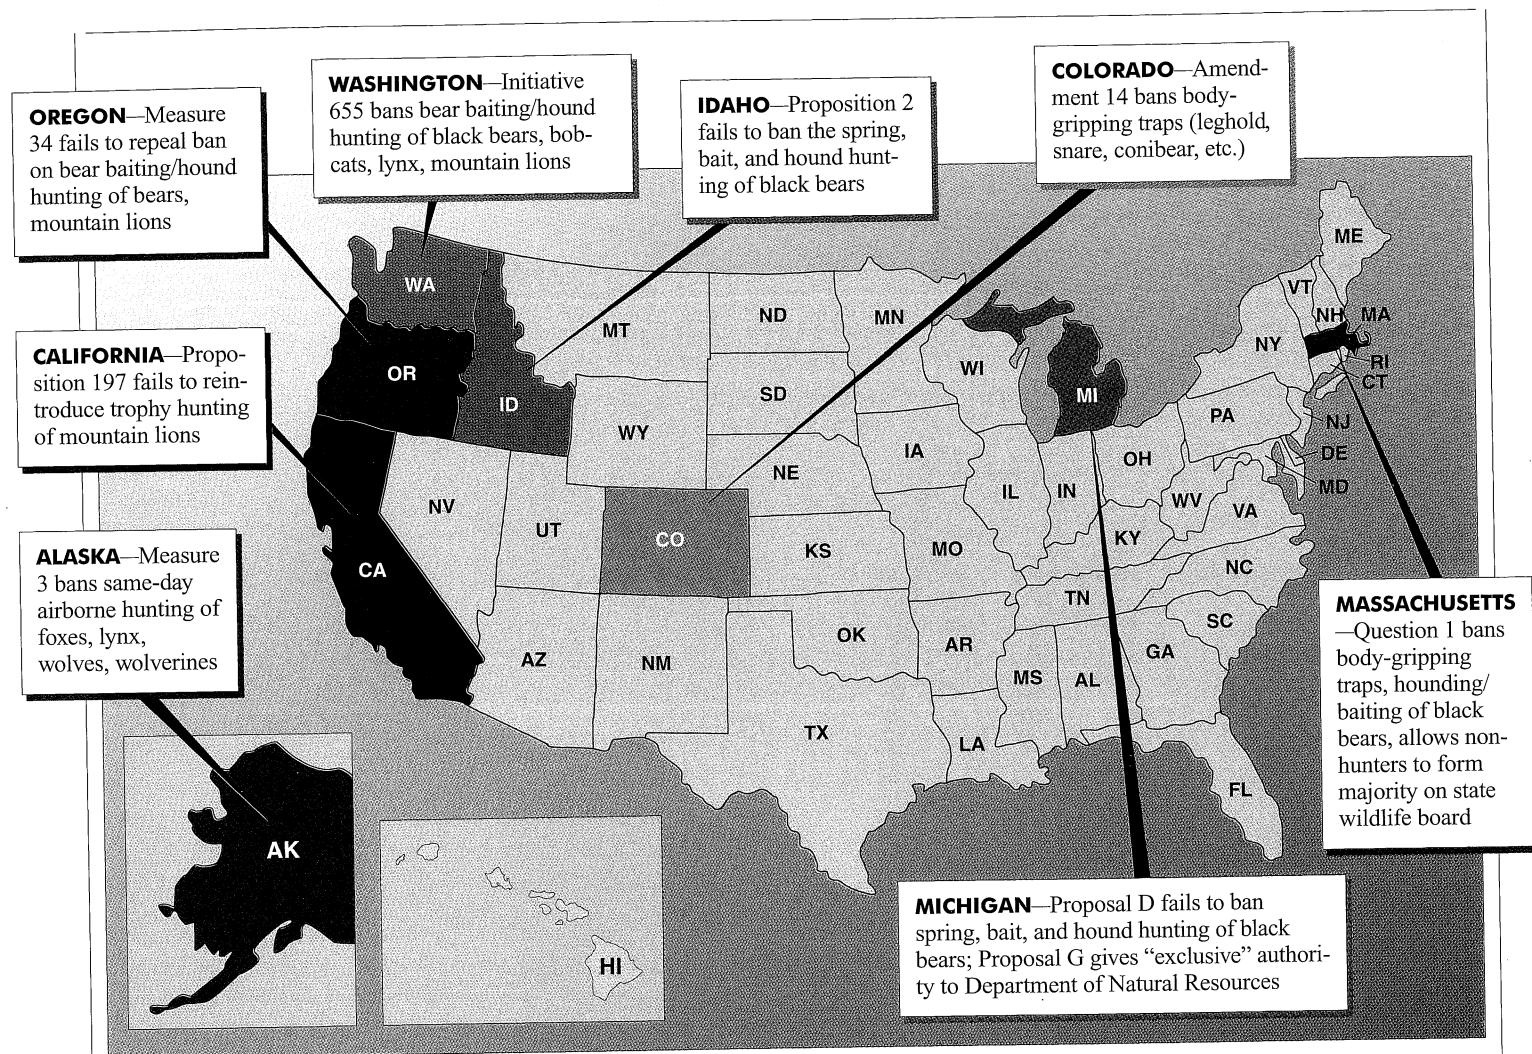 OREGON—Measure
34 fails to repeal ban
on bear baiting/hound
hunting of bears,
mountain lions
WASHINGTON—Initiative
655 bans bear baiting/hound
hunting of black bears, bob-
cats, lynx, mountain lions
IDAHO—Proposition 2
fails to ban the spring,
bait, and hound hunt-
ing of black bears
COLORADO—Amend-
ment 14 bans body-
gripping traps (leghold,
snare, conibear, etc.)
CALIFORNIA—Propo-
sition 197 fails to rein-
troduce trophy hunting
of mountain lions
ALASKA—Measure
3 bans same-day
airborne hunting of
foxes, lynx,
wolves, wolverines
MASSACHUSETTS
—Question 1 bans
body-gripping
traps, hounding/
baiting of black
bears, allows non-
hunters to form
majority on state
wildlife board
MICHIGAN—Proposal D fails to ban
spring, bait, and hound hunting of black
bears; Proposal G gives “exclusive” authori-
ty to Department of Natural Resources
WA
OR
ID
MT
ND
MN
WI
MI
NY
VT
NH
ME
MA
RI
CT
NJ
DE
MD
PA
SD
WY
NE
IA
IL
IN
OH
WV
VA
NV
UT
CO
KS
MO
KY
NC
CA
AZ
NM
OK
AR
TN
SC
MS
AL
GA
TX
LA
FL
AK
HI